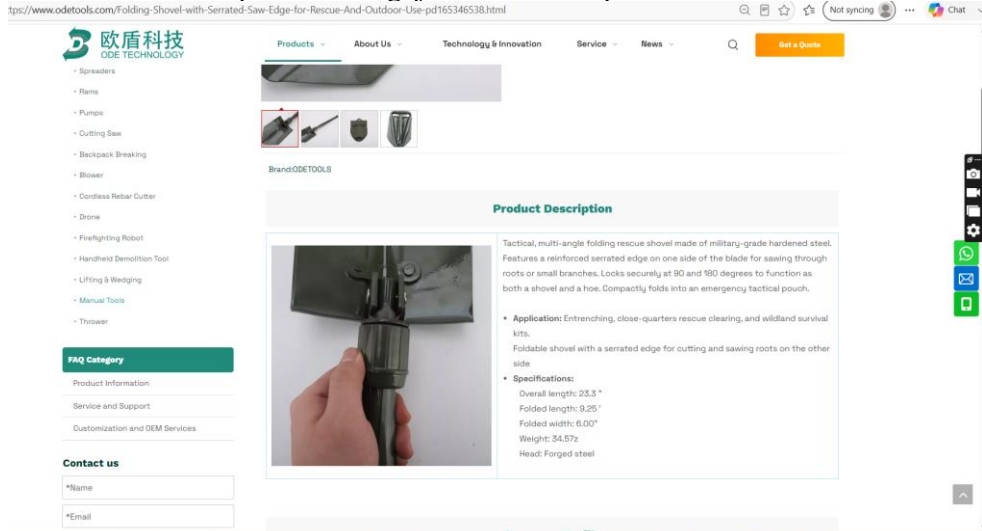 tps://www.odetools.com/Folding-Shovel-with-Serrated-Saw-Edge-for-Rescue-And-Outdoor-Use-pd165346538.html
Not syncing
Chat
欧盾科技
ODE TECHNOLOGY
Products
About Us
Technology & Innovation
Service
News
Get a Quote
Spreaders
Rams
Pumps
Cutting Saw
Backpack Breaking
Blower
Cordless Rebar Cutter
Drone
Firefighting Robot
Handheld Demolition Tool
Lifting & Wedging
Manual Tools
Thrower
FAQ Category
Product Information
Service and Support
Customization and OEM Services
Contact us
*Name
*Email
Brand:ODETOOLS
Product Description
Tactical, multi-angle folding rescue shovel made of military-grade hardened steel.
Features a reinforced serrated edge on one side of the blade for sawing through
roots or small branches. Locks securely at 90 and 180 degrees to function as
both a shovel and a hoe. Compactly folds into an emergency tactical pouch.
• Application: Entrenching, close-quarters rescue clearing, and wildland survival
kits.
Foldable shovel with a serrated edge for cutting and sawing roots on the other
side
• Specifications:
Overall length: 23.3 "
Folded length: 9.25 '
Folded width: 6.00"
Weight: 34.57z
Head: Forged steel